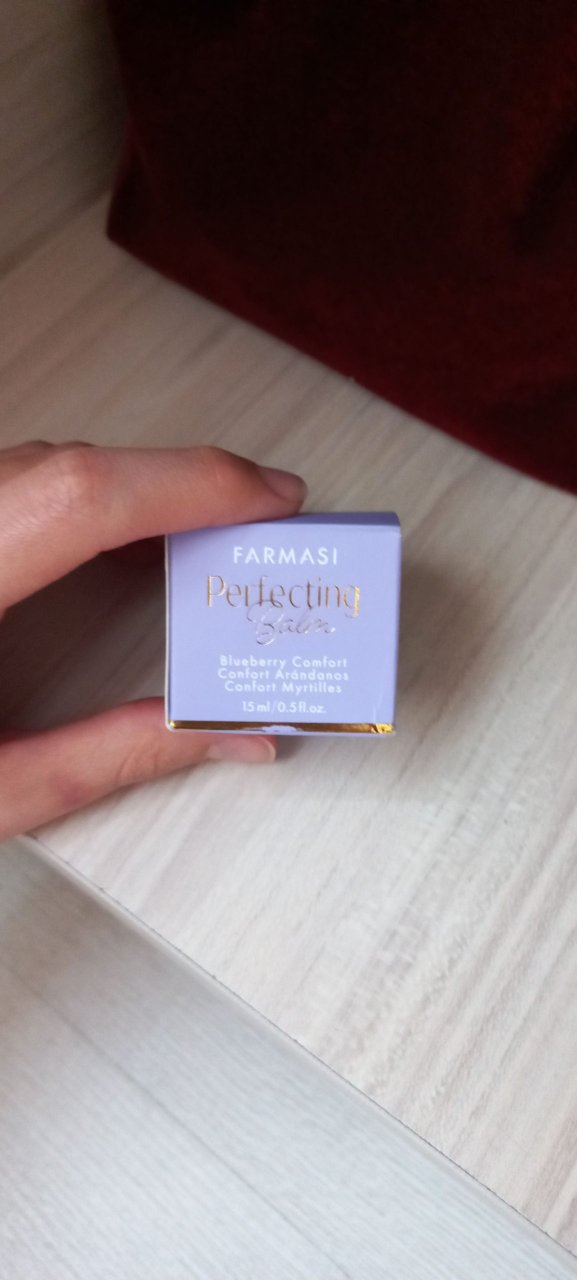 FARMASI
Perfecting
Balm
Blueberry Comfort
Confort Arándanos
Confort Myrtilles
15 ml/0.5 fl.oz.